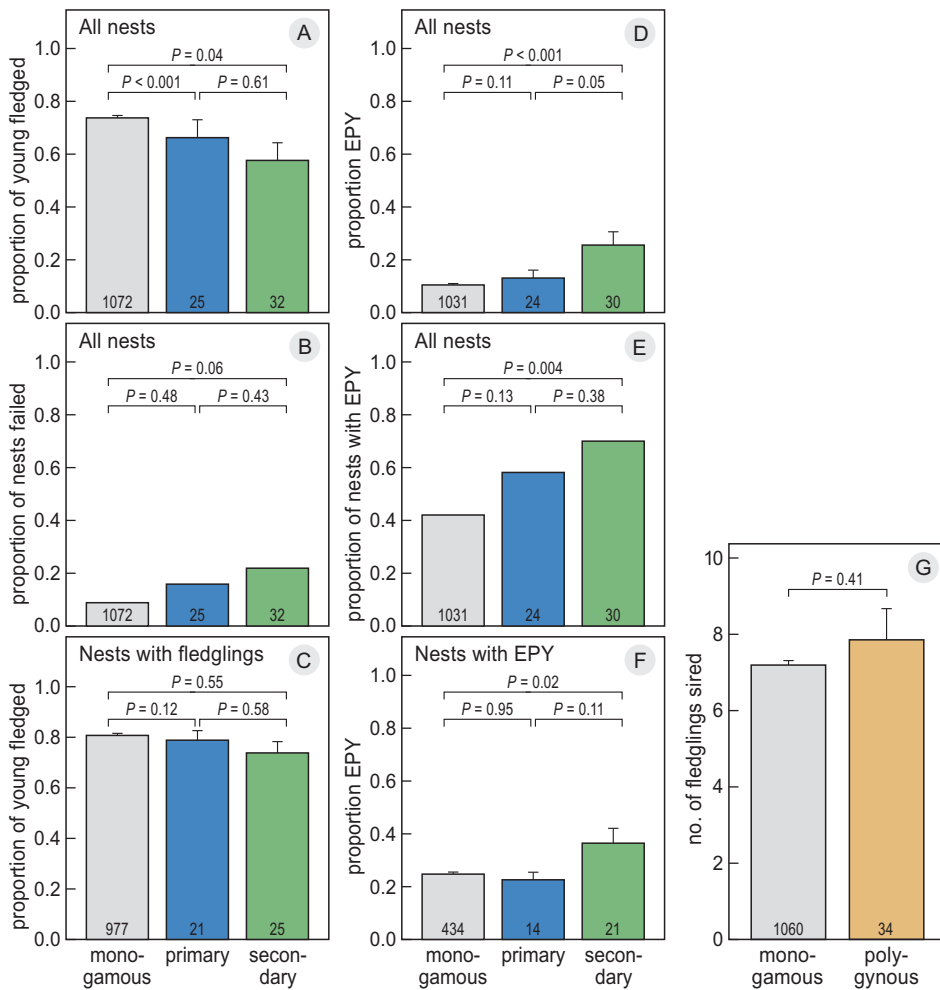 All nests
A
P = 0.04
P < 0.001
P = 0.61
1.0
0.8
0.6
0.4
0.2
0.0
proportion of young fledged
1072
25
32
All nests
B
P = 0.06
P = 0.48
P = 0.43
1.0
0.8
0.6
0.4
0.2
0.0
proportion of nests failed
1072
25
32
Nests with fledglings
C
P = 0.55
P = 0.12
P = 0.58
1.0
0.8
0.6
0.4
0.2
0.0
proportion of young fledged
977
21
25
mono-
gamous
primary
secon-
dary
All nests
D
P < 0.001
P = 0.11
P = 0.05
1.0
0.8
0.6
0.4
0.2
0.0
proportion EPY
1031
24
30
All nests
E
P = 0.004
P = 0.13
P = 0.38
1.0
0.8
0.6
0.4
0.2
0.0
proportion of nests with EPY
1031
24
30
Nests with EPY
F
P = 0.02
P = 0.95
P = 0.11
1.0
0.8
0.6
0.4
0.2
0.0
proportion EPY
434
14
21
mono-
gamous
primary
secon-
dary
G
P = 0.41
10
8
6
4
2
0
no. of fledglings sired
1060
34
mono-
gamous
poly-
gynous